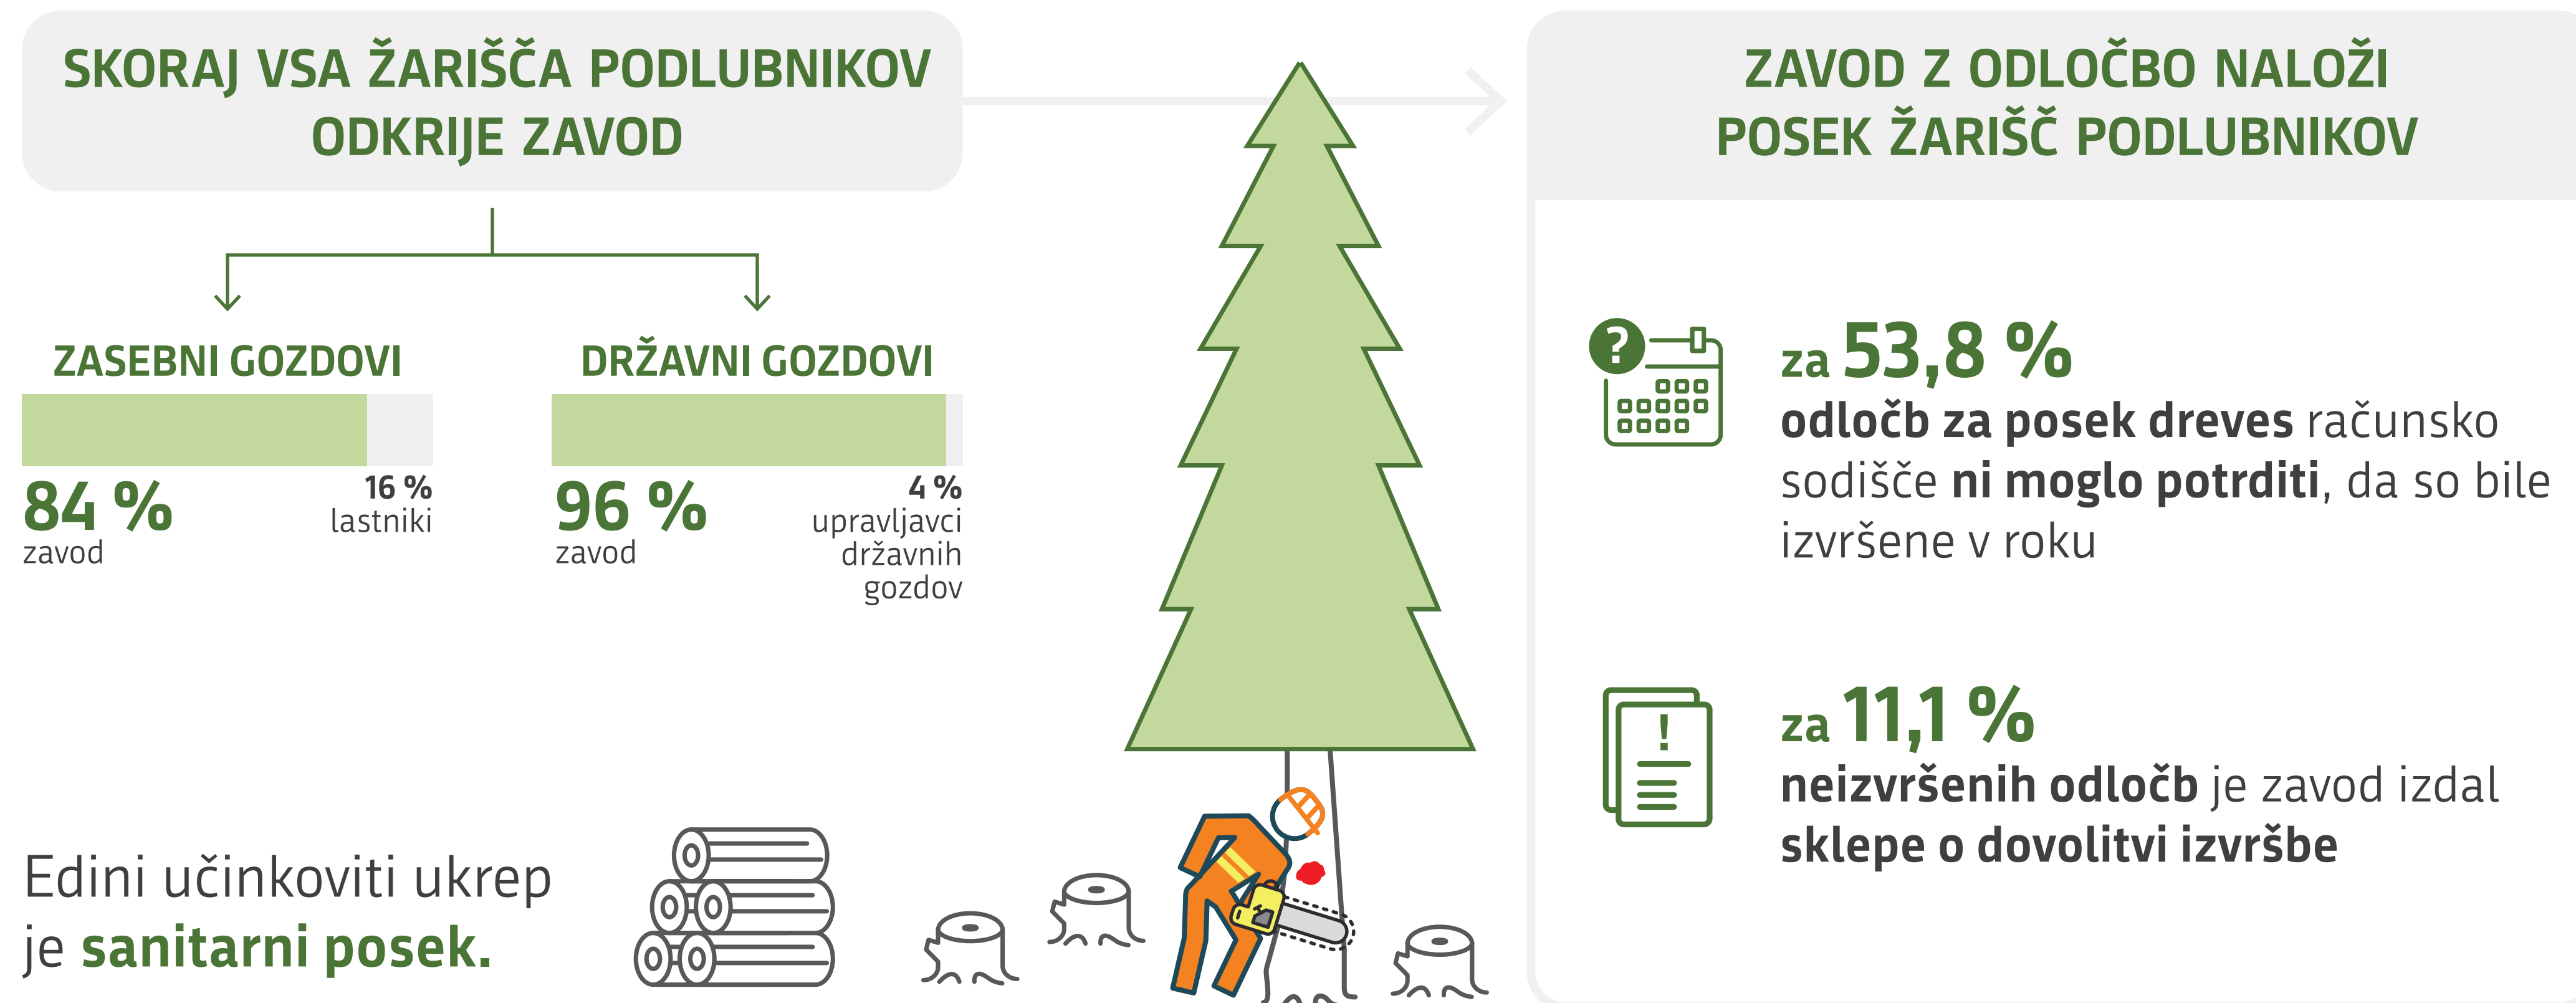 SKORAJ VSA ŽARIŠČA PODLUBNIKOV
ODKRIJE ZAVOD
ZASEBNI GOZDOVI
84 %
zavod
16 %
lastniki
DRŽAVNI GOZDOVI
96 %
zavod
4 %
upravljavci
državnih
gozdov
Edini učinkoviti ukrep
je sanitarni posek.
ZAVOD Z ODLOČBO NALOŽI
POSEK ŽARIŠČ PODLUBNIKOV
?
za 53,8 %
odločb za posek dreves računsko
sodišče ni moglo potrditi, da so bile
izvršene v roku
!
za 11,1 %
neizvršenih odločb je zavod izdal
sklepe o dovolitvi izvršbe